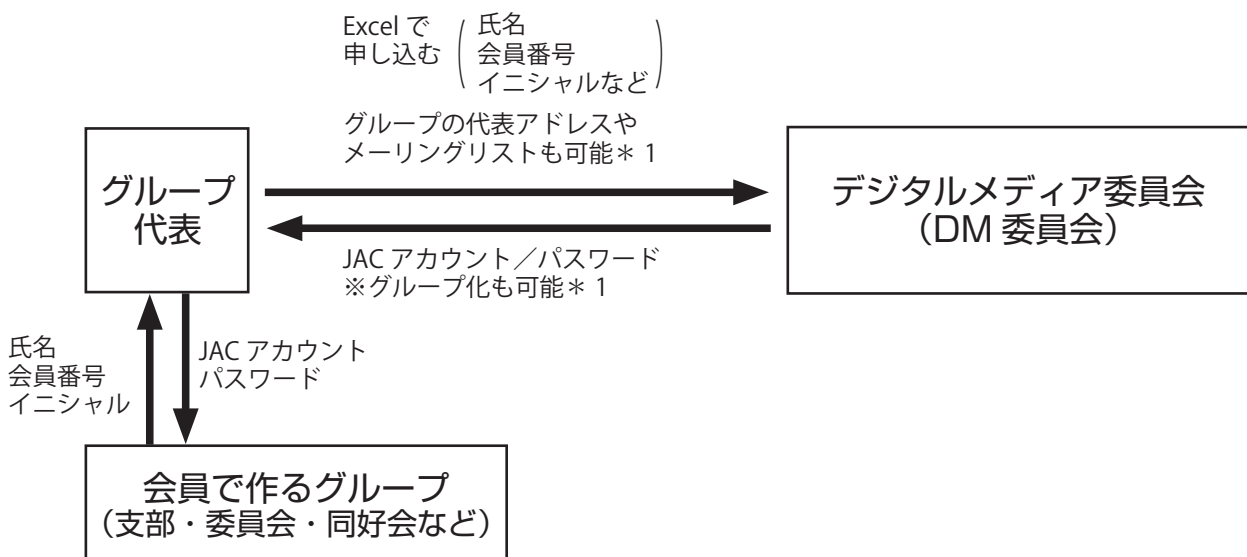 Excel で
申し込む
氏名
会員番号
イニシャルなど
グループの代表アドレスや
メーリングリストも可能＊ 1
グループ
代表
デジタルメディア委員会
（DM 委員会）
JAC アカウント／パスワード
※グループ化も可能＊ 1
氏名
会員番号
イニシャル
JAC アカウント
パスワード
会員で作るグループ
（支部・委員会・同好会など）